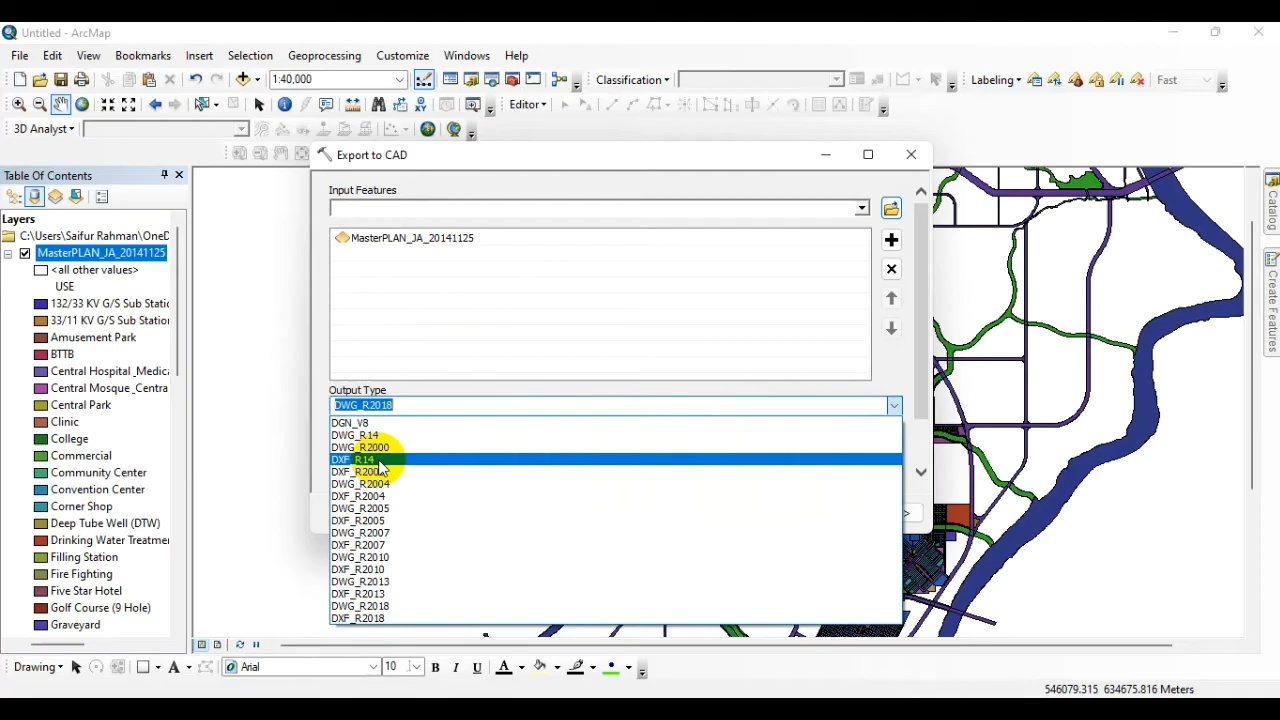 Untitled - ArcMap
File Edit View Bookmarks Insert Selection Geoprocessing Customize Windows Help
1:40,000 Classification Labeling Fast
Editor
3D Analyst
Export to CAD
Table Of Contents
Layers
C:\Users\Saifur Rahman\OneD
MasterPLAN_JA_20141125
<all other values>
USE
132/33 KV G/S Sub Static
33/11 KV G/S Sub Station
Amusement Park
BTTB
Central Hospital_Medica
Central Mosque_Centra
Central Park
Clinic
College
Commercial
Community Center
Convention Center
Corner Shop
Deep Tube Well (DTW)
Drinking Water Treatmer
Filling Station
Fire Fighting
Five Star Hotel
Golf Course (9 Hole)
Graveyard
Input Features
MasterPLAN_JA_20141125
Output Type
DWG_R2018
DGN_V8
DWG_R14
DWG_R2000
DXF_R14
DXF_R2000
DWG_R2004
DXF_R2004
DWG_R2005
DXF_R2005
DWG_R2007
DXF_R2007
DWG_R2010
DXF_R2010
DWG_R2013
DXF_R2013
DWG_R2018
DXF_R2018
>
Catalog
Create Features
Drawing A Arial 10 B I U A
546079.315 634675.816 Meters